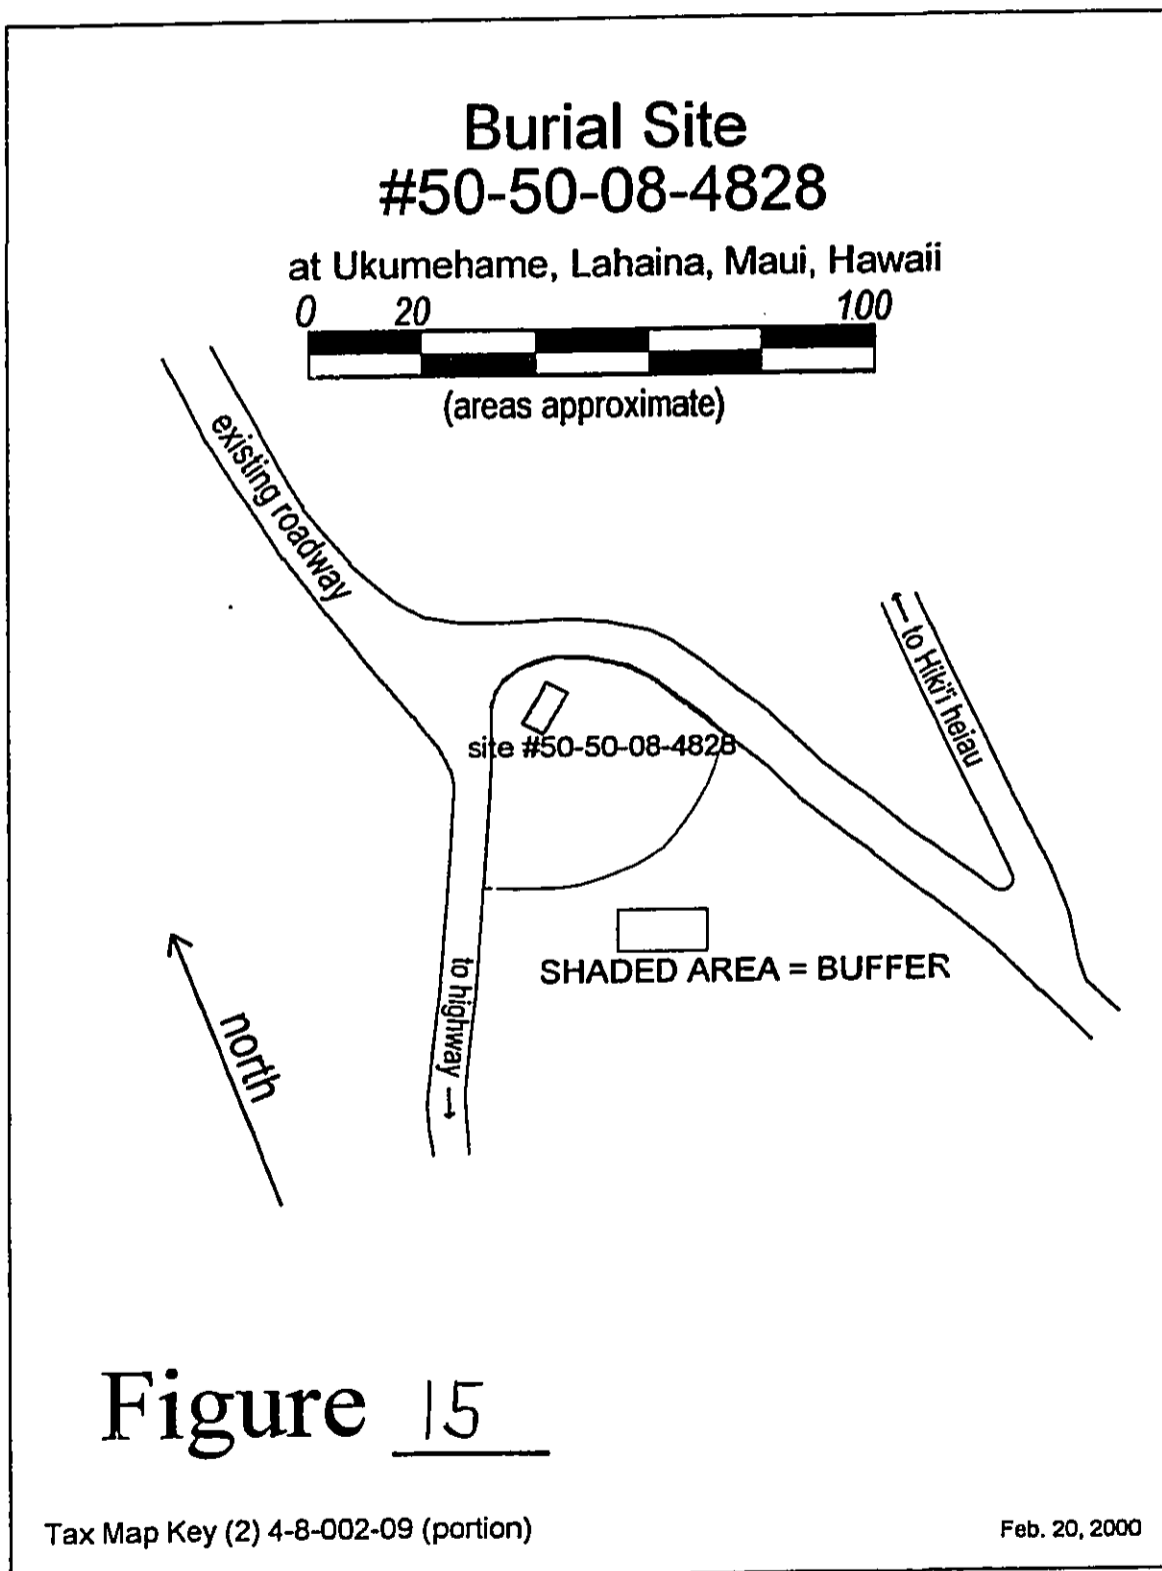 Burial Site
#50-50-08-4828
at Ukumehame, Lahaina, Maui, Hawaii
0 20 100
(areas approximate)
existing roadway
← to Hiki'i heiau
site #50-50-08-4828
SHADED AREA = BUFFER
to highway →
north
Figure 15
Tax Map Key (2) 4-8-002-09 (portion)
Feb. 20, 2000